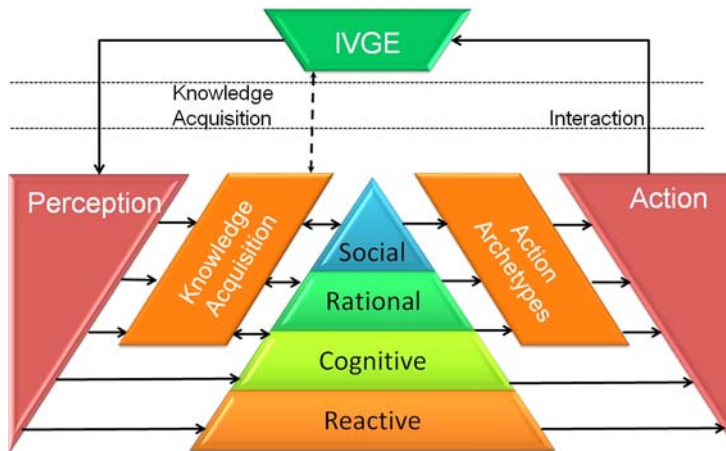 IVGE
Knowledge
Acquisition
Interaction
Perception
Knowledge
Acquisition
Social
Rational
Cognitive
Reactive
Action
Archetypes
Action